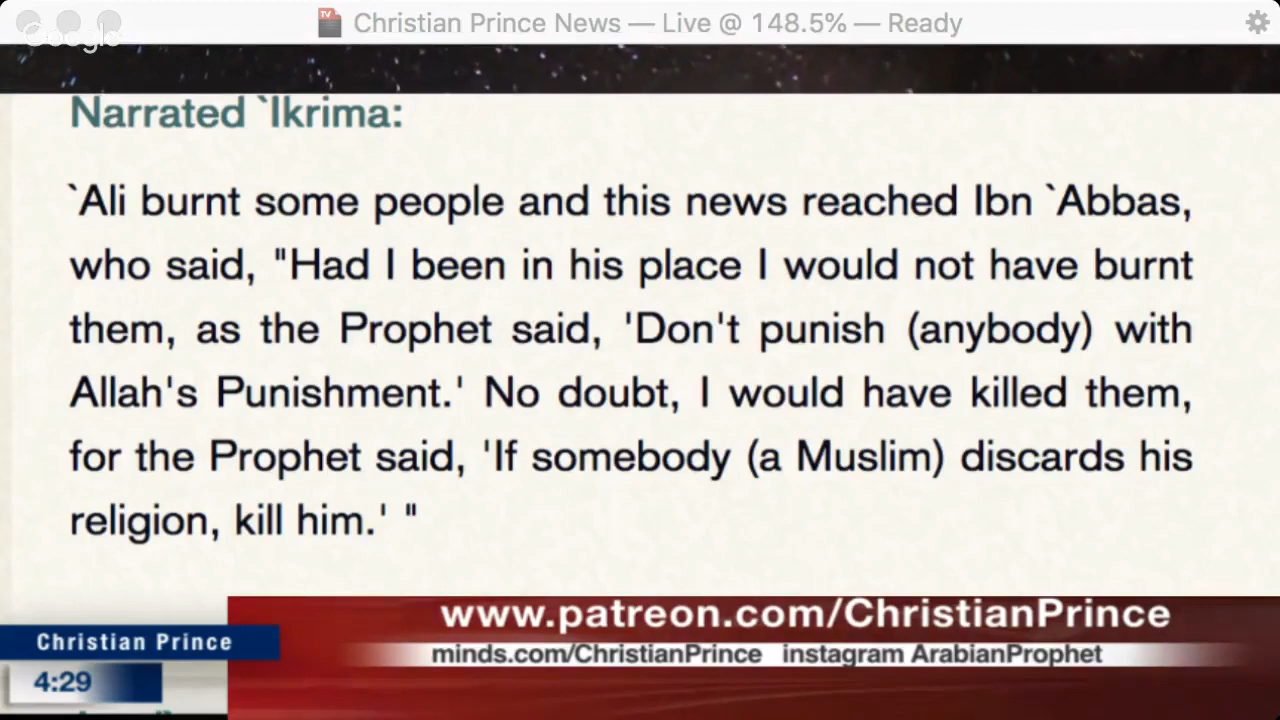 TV Christian Prince News — Live @ 148.5% — Ready
Google
Narrated `Ikrima:
`Ali burnt some people and this news reached Ibn `Abbas,
who said, "Had I been in his place I would not have burnt
them, as the Prophet said, 'Don't punish (anybody) with
Allah's Punishment.' No doubt, I would have killed them,
for the Prophet said, 'If somebody (a Muslim) discards his
religion, kill him.' "
www.patreon.com/ChristianPrince
Christian Prince
minds.com/ChristianPrince instagram ArabianProphet
4:29